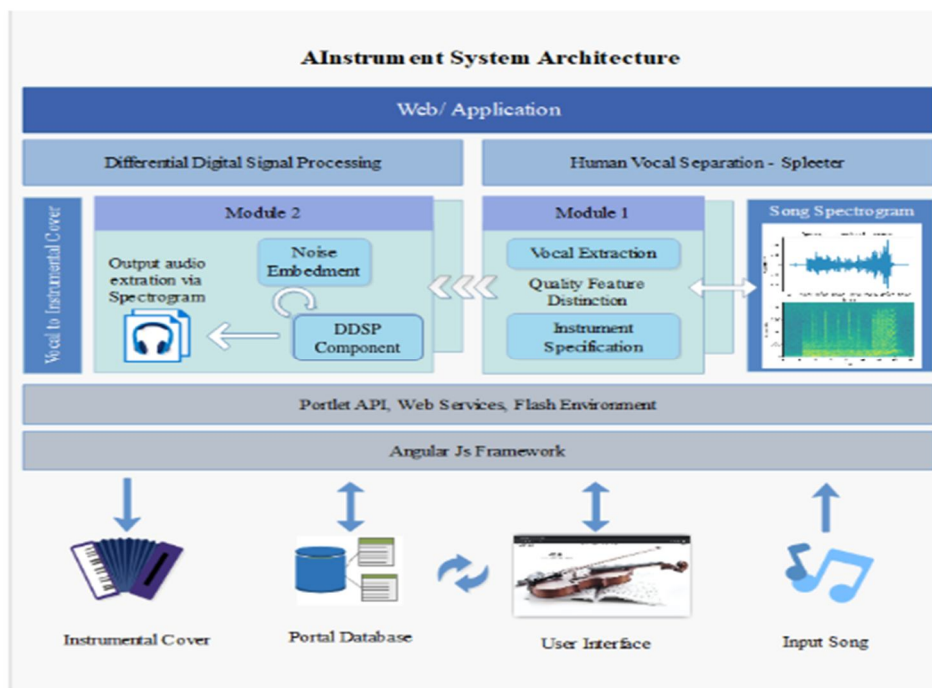 AInstrument System Architecture
Web/ Application
Differential Digital Signal Processing
Human Vocal Separation - Spleeter
Vocal to Instrumental Cover
Module 2
Noise
Embedment
Output audio
extration via
Spectrogram
DDSP
Component
Module 1
Vocal Extraction
Quality Feature
Distinction
Instrument
Specification
Song Spectrogram
Portlet API, Web Services, Flash Environment
Angular Js Framework
Instrumental Cover
Portal Database
User Interface
Input Song